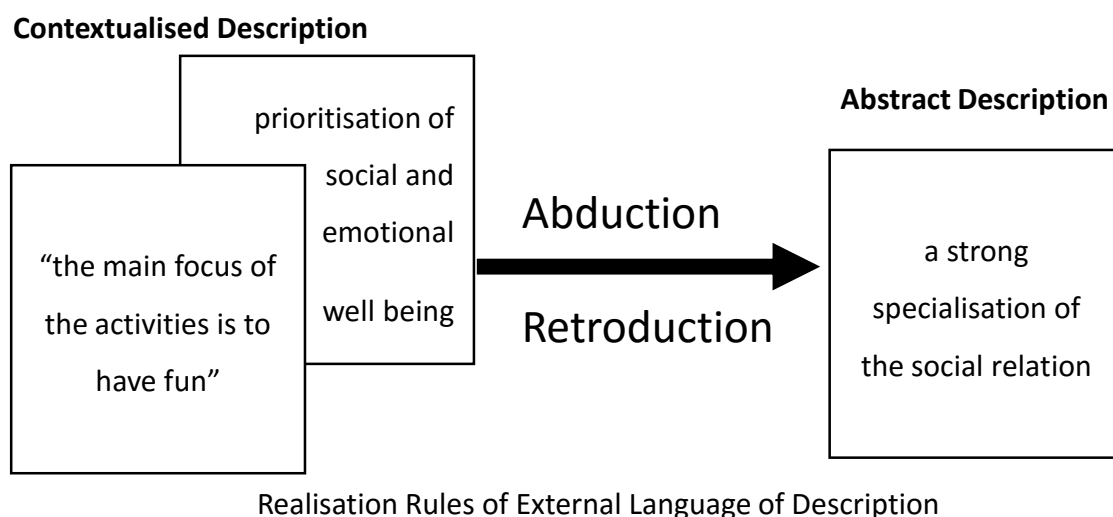 Contextualised Description
prioritisation of
social and
emotional
well being
“the main focus of
the activities is to
have fun”
Abduction
Retroduction
Abstract Description
a strong
specialisation of
the social relation
Realisation Rules of External Language of Description